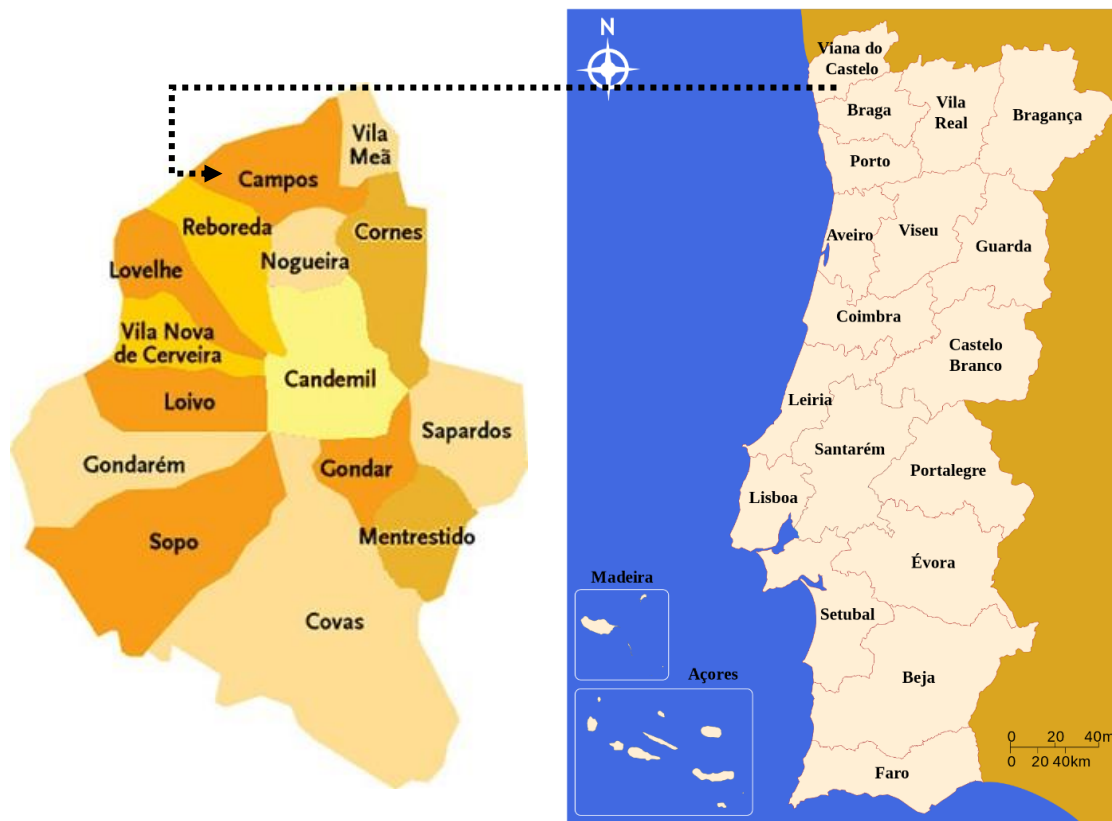 Vila
Meã
Campos
Reboreda
Cornes
Nogueira
Lovelhe
Vila Nova
de Cerveira
Candemil
Loivo
Sapardos
Gondarém
Gondar
Sopo
Mentrestido
Covas
N
Viana do
Castelo
Braga
Vila
Real
Bragança
Porto
Aveiro
Viseu
Guarda
Coimbra
Castelo
Branco
Leiria
Santarém
Portalegre
Lisboa
Évora
Madeira
Setubal
Açores
Beja
0 20 40m
0 20 40km
Faro